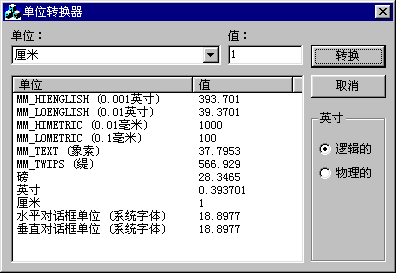 单位转换器
单位：
值：
厘米
1
转换
取消
单位 值
MM_HIENGLISH (0.001英寸) 393.701
MM_LOENGLISH (0.01英寸) 39.3701
MM_HIMETRIC (0.01毫米) 1000
MM_LOMETRIC (0.1毫米) 100
MM_TEXT (象素) 37.7953
MM_TWIPS (缇) 566.929
磅 28.3465
英寸 0.393701
厘米 1
水平对话框单位 (系统字体) 18.8977
垂直对话框单位 (系统字体) 18.8977
英寸
逻辑的
物理的